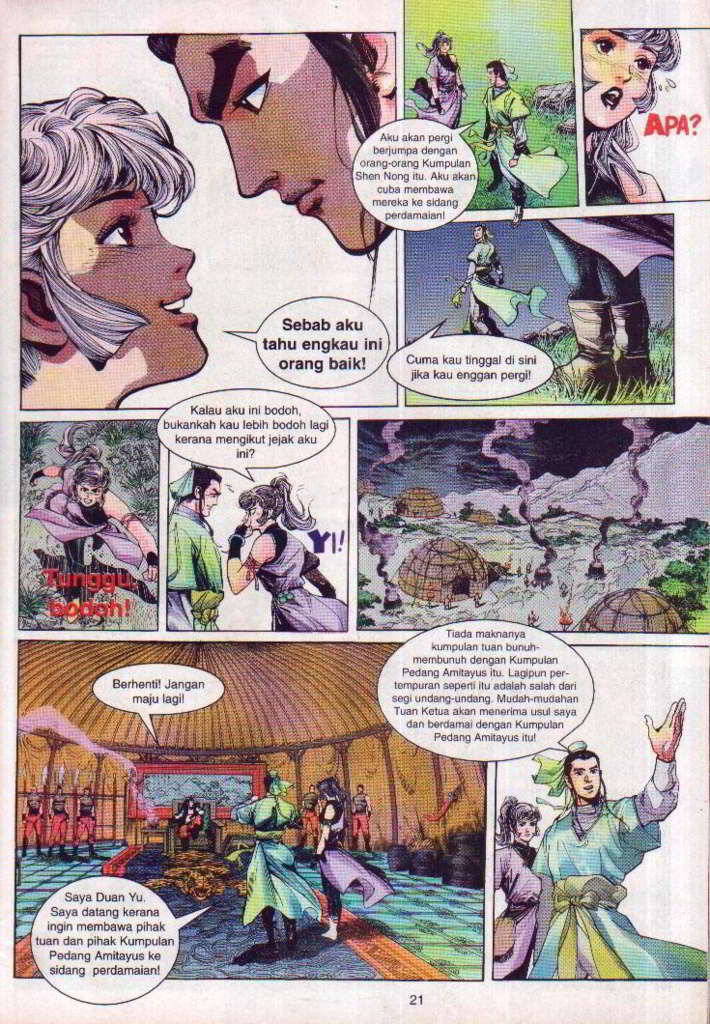 Sebab aku
tahu engkau ini
orang baik!
Aku akan pergi
berjumpa dengan
orang-orang Kumpulan
Shen Nong itu. Aku akan
cuba membawa
mereka ke sidang
perdamaian!
APA?
Cuma kau tinggal di sini
jika kau enggan pergi!
Tunggu,
bodoh!
Kalau aku ini bodoh,
bukankah kau lebih bodoh lagi
kerana mengikut jejak aku
ini?
YI!
Berhenti! Jangan
maju lagi!
Saya Duan Yu.
Saya datang kerana
ingin membawa pihak
tuan dan pihak Kumpulan
Pedang Amitayus ke
sidang perdamaian!
Tiada maknanya
kumpulan tuan bunuh-
membunuh dengan Kumpulan
Pedang Amitayus itu. Lagipun per-
tempuran seperti itu adalah salah dari
segi undang-undang. Mudah-mudahan
Tuan Ketua akan menerima usul saya
dan berdamai dengan Kumpulan
Pedang Amitayus itu!
21